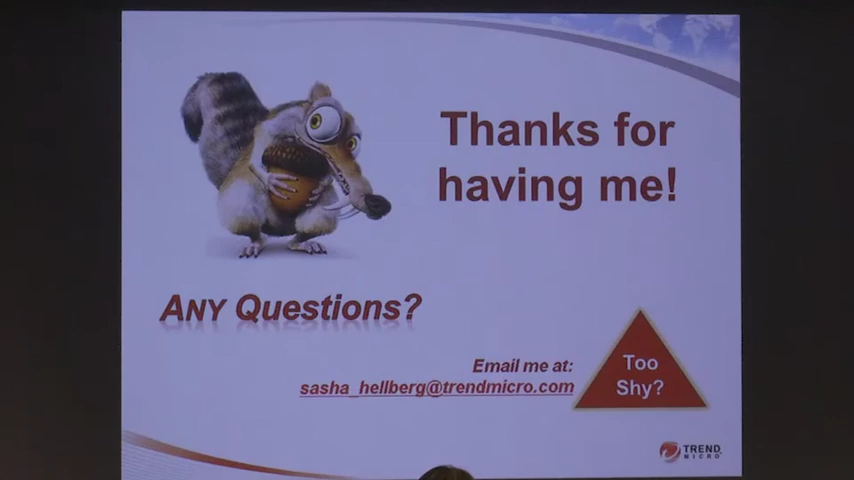 Thanks for
having me!
ANY Questions?
Email me at:
sasha_hellberg@trendmicro.com
Too
Shy?
TREND
MICRO